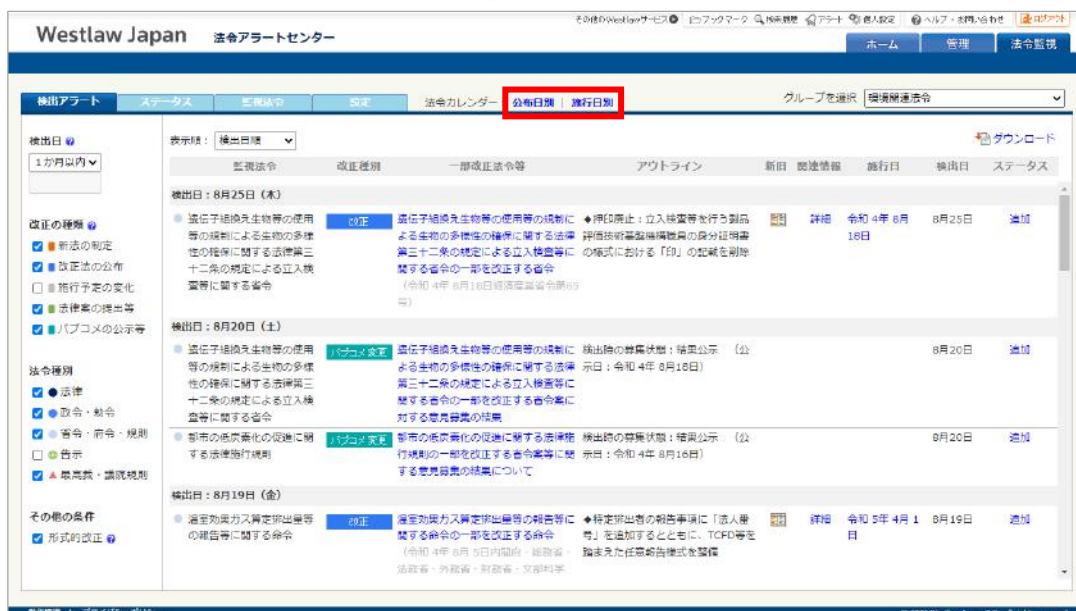 その他のWestlawサービス ブックマーク 検索履歴 アラート 個人設定 ヘルプ・お問い合わせ ログアウト
Westlaw Japan 法令アラートセンター
ホーム 管理 法令監視
検出アラート ステータス 監視法令 設定 法令カレンダー 公布日別 | 施行日別 グループを選択 環境関連法令
検出日
1か月以内
表示順: 検出日順
ダウンロード
監視法令 改正種別 一部改正法令等 アウトライン 新旧 関連情報 施行日 検出日 ステータス
改正の種類
新法の制定
改正法の公布
施行予定の変化
法律案の提出等
パブコメの公示等
法令種別
法律
政令・勅令
省令・府令・規則
告示
最高裁・議院規則
その他の条件
形式的改正
検出日:8月25日(木)
遺伝子組換え生物等の使用
等の規制による生物の多様
性の確保に関する法律第三
十二条の規定による立入検
査等に関する省令
改正
遺伝子組換え生物等の使用等の規制に
よる生物の多様性の確保に関する法律
第三十二条の規定による立入検査等に
関する省令の一部を改正する省令
(令和 4年 8月18日経済産業省令第65
号)
◆押印廃止:立入検査等を行う製品
評価技術基盤機構職員の身分証明書
の様式における「印」の記載を削除
詳細
令和 4年 8月
18日
8月25日
追加
検出日:8月20日(土)
遺伝子組換え生物等の使用
等の規制による生物の多様
性の確保に関する法律第三
十二条の規定による立入検
査等に関する省令
パブコメ変更
遺伝子組換え生物等の使用等の規制に
よる生物の多様性の確保に関する法律
第三十二条の規定による立入検査等に
関する省令の一部を改正する省令案に
対する意見募集の結果
検出時の募集状態:結果公示 (公
示日:令和 4年 8月18日)
8月20日
追加
都市の低炭素化の促進に関
する法律施行規則
パブコメ変更
都市の低炭素化の促進に関する法律施
行規則の一部を改正する省令案等に関
する意見募集の結果について
検出時の募集状態:結果公示 (公
示日:令和 4年 8月16日)
8月20日
追加
検出日:8月19日(金)
温室効果ガス算定排出量等
の報告等に関する命令
改正
温室効果ガス算定排出量等の報告等に
関する命令の一部を改正する命令
(令和 4年 8月 5日内閣府・総務省・
法務省・外務省・財務省・文部科学
◆特定排出者の報告事項に「法人番
号」を追加するとともに、TCFD等を
踏まえた任意報告様式を整備
詳細
令和 5年 4月 1
日
8月19日
追加